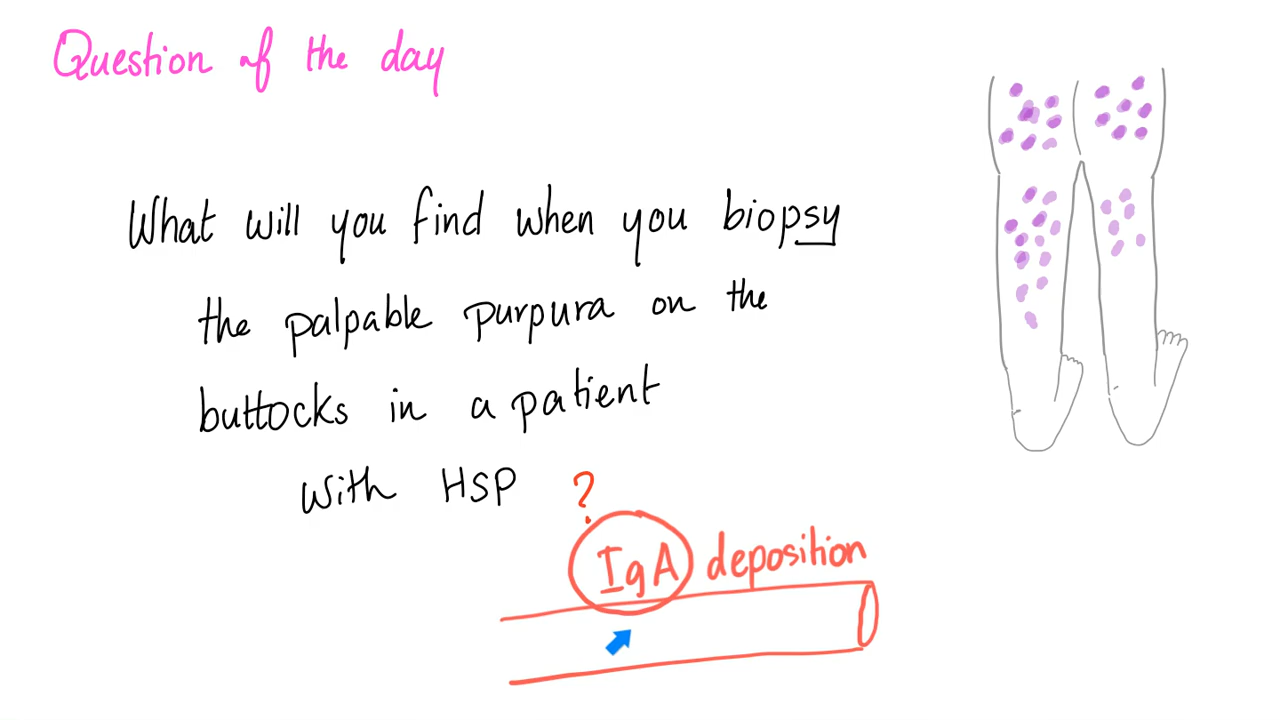 Question of the day
What will you find when you biopsy
the palpable purpura on the
buttocks in a patient
with HSP ?
IgA deposition